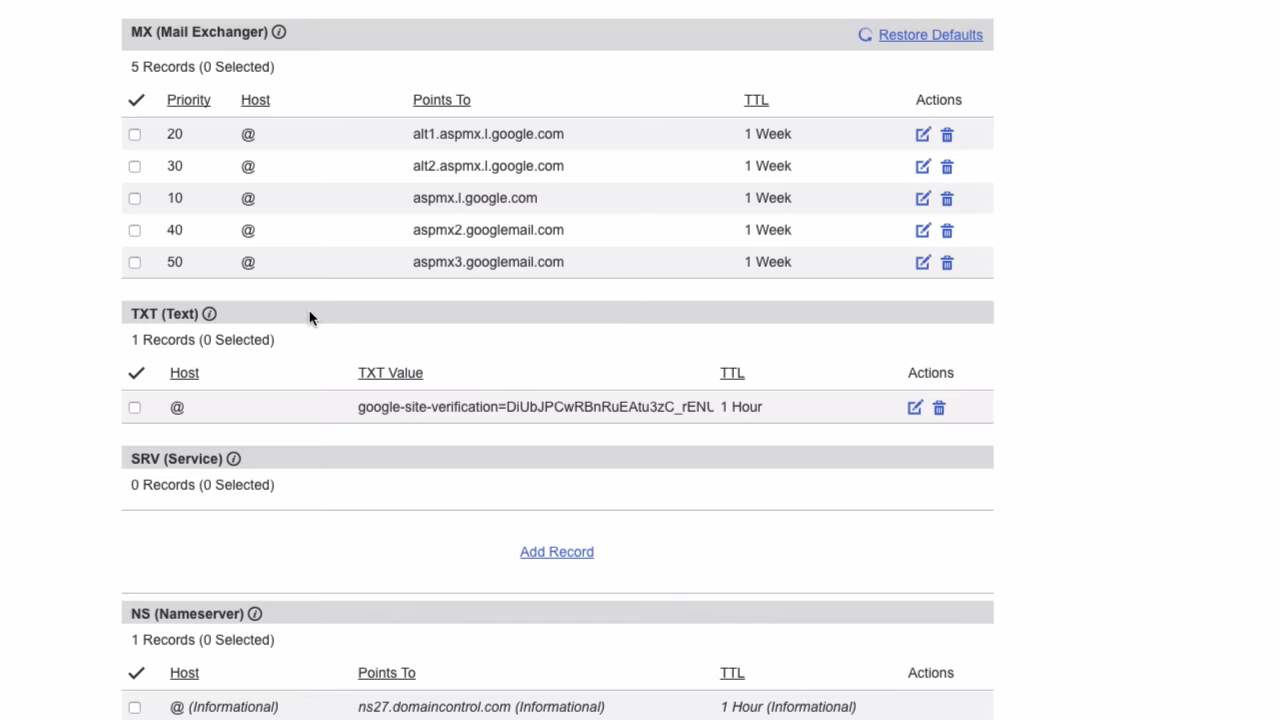 MX (Mail Exchanger)
Restore Defaults
5 Records (0 Selected)
Priority Host Points To TTL Actions
20 @ alt1.aspmx.l.google.com 1 Week
30 @ alt2.aspmx.l.google.com 1 Week
10 @ aspmx.l.google.com 1 Week
40 @ aspmx2.googlemail.com 1 Week
50 @ aspmx3.googlemail.com 1 Week
TXT (Text)
1 Records (0 Selected)
Host TXT Value TTL Actions
@ google-site-verification=DiUbJPCwRBnRuEAtu3zC_rENU 1 Hour
SRV (Service)
0 Records (0 Selected)
Add Record
NS (Nameserver)
1 Records (0 Selected)
Host Points To TTL Actions
@ (Informational) ns27.domaincontrol.com (Informational) 1 Hour (Informational)